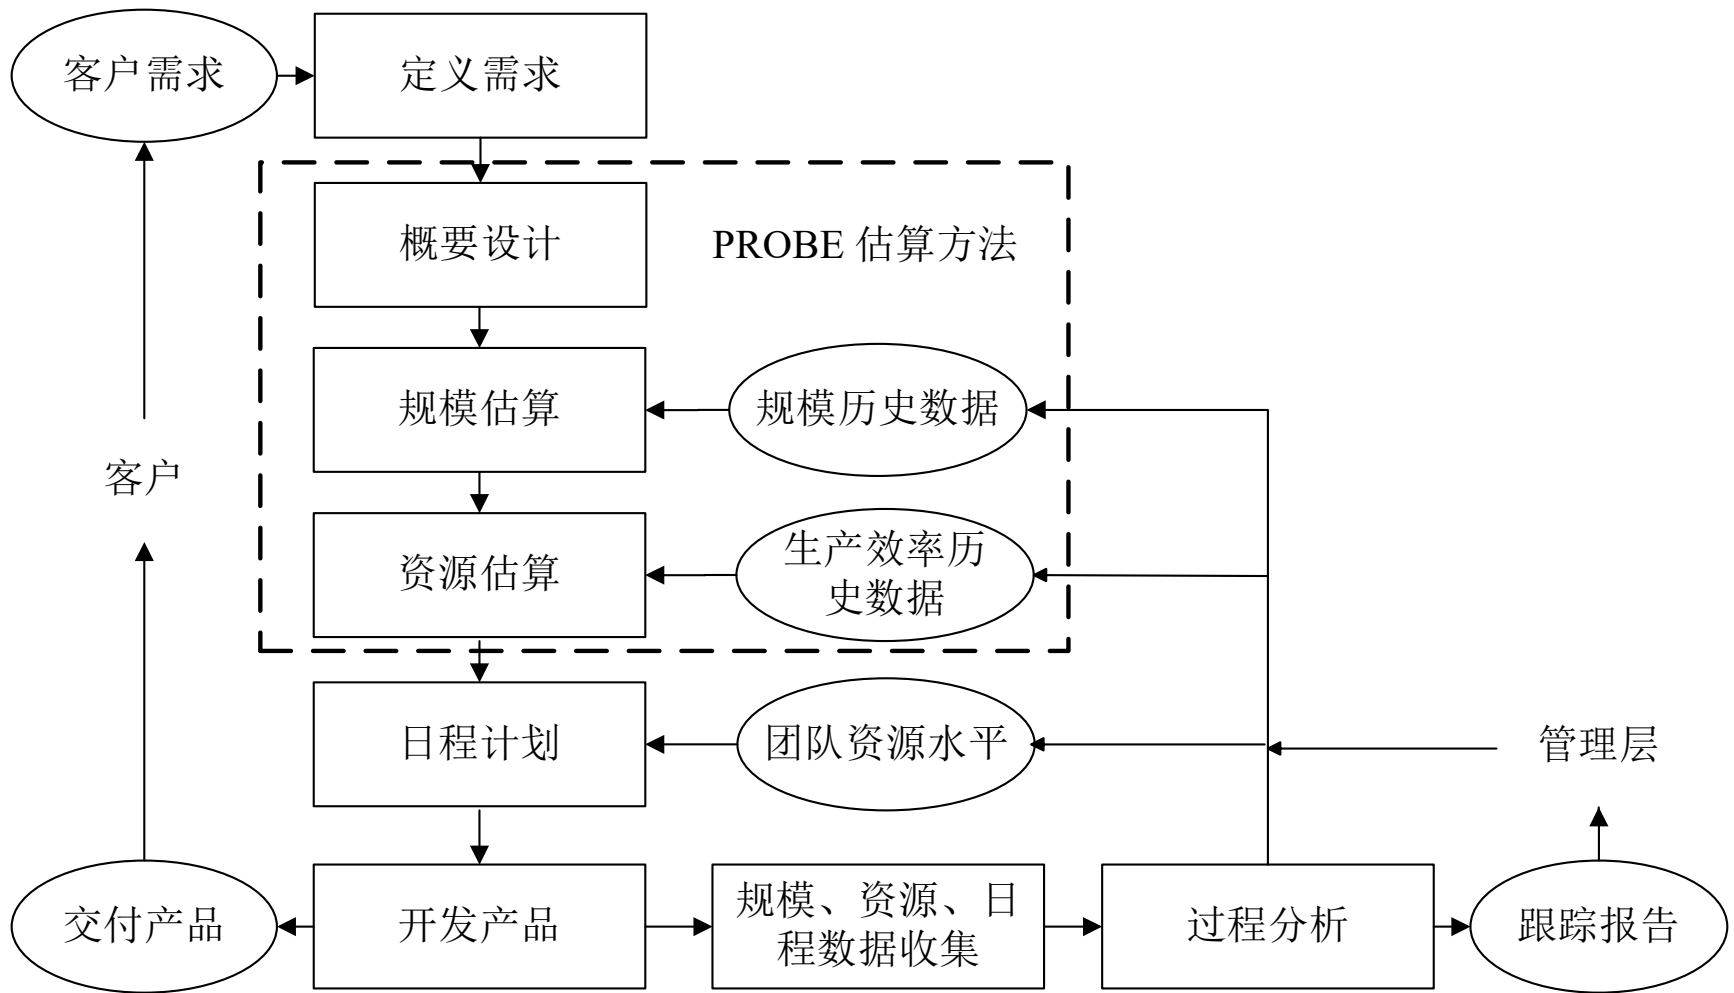 客户需求
定义需求
概要设计
PROBE 估算方法
规模估算
规模历史数据
客户
资源估算
生产效率历
史数据
日程计划
团队资源水平
管理层
交付产品
开发产品
规模、资源、日
程数据收集
过程分析
跟踪报告